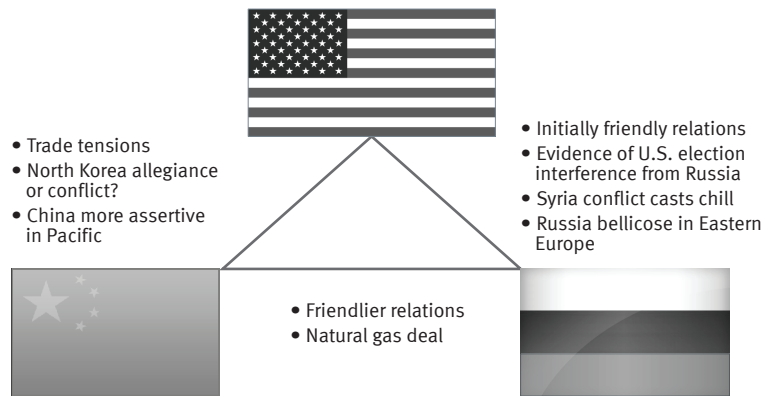 • Trade tensions
• North Korea allegiance
or conflict?
• China more assertive
in Pacific
• Initially friendly relations
• Evidence of U.S. election
interference from Russia
• Syria conflict casts chill
• Russia bellicose in Eastern
Europe
• Friendlier relations
• Natural gas deal